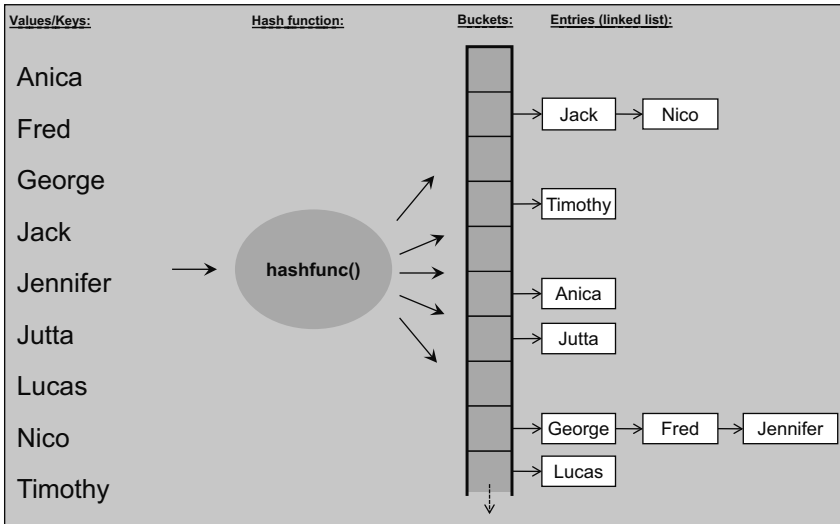 Values/Keys:
Hash function:
Buckets:
Entries (linked list):
Anica
Fred
George
Jack
Jennifer
Jutta
Lucas
Nico
Timothy
hashfunc()
Jack
Nico
Timothy
Anica
Jutta
George
Fred
Jennifer
Lucas